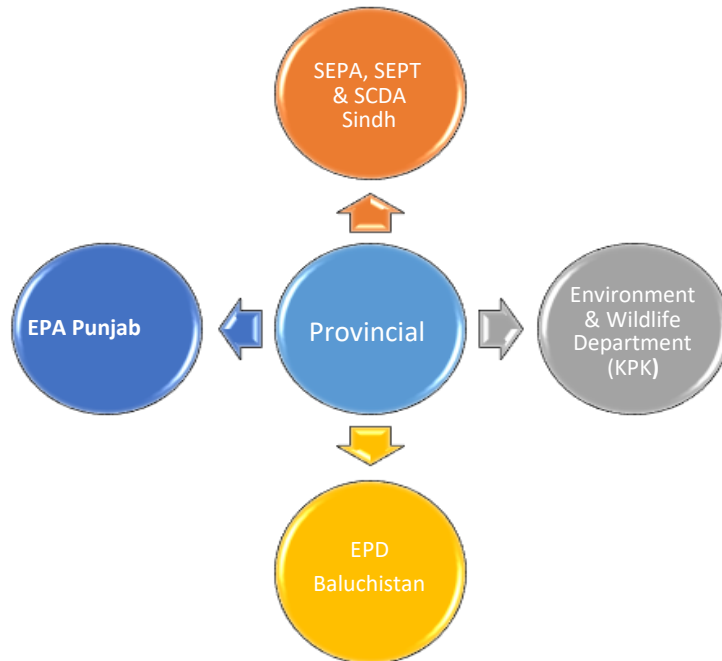 SEPA, SEPT
& SCDA
Sindh
EPA Punjab
Provincial
Environment
& Wildlife
Department
(KPK)
EPD
Baluchistan